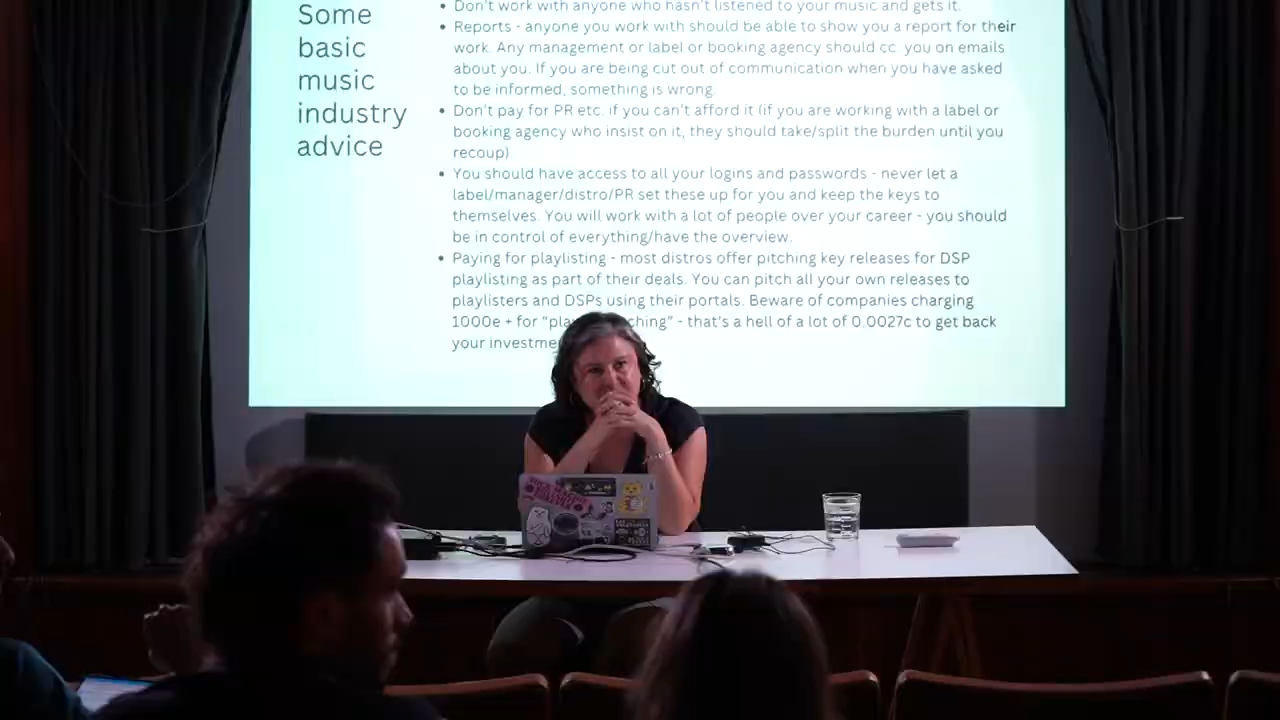 Some
basic
music
industry
advice
Don't work with anyone who hasn't listened to your music and gets it.
Reports - anyone you work with should be able to show you a report for their
work. Any management or label or booking agency should cc. you on emails
about you. If you are being cut out of communication when you have asked
to be informed, something is wrong.
Don't pay for PR etc. if you can't afford it (if you are working with a label or
booking agency who insist on it, they should take/split the burden until you
recoup)
You should have access to all your logins and passwords - never let a
label/manager/distro/PR set these up for you and keep the keys to
themselves. You will work with a lot of people over your career - you should
be in control of everything/have the overview.
Paying for playlisting - most distros offer pitching key releases for DSP
playlisting as part of their deals. You can pitch all your own releases to
playlisters and DSPs using their portals. Beware of companies charging
1000e + for "pla ching" - that's a hell of a lot of 0.0027c to get back
your investme